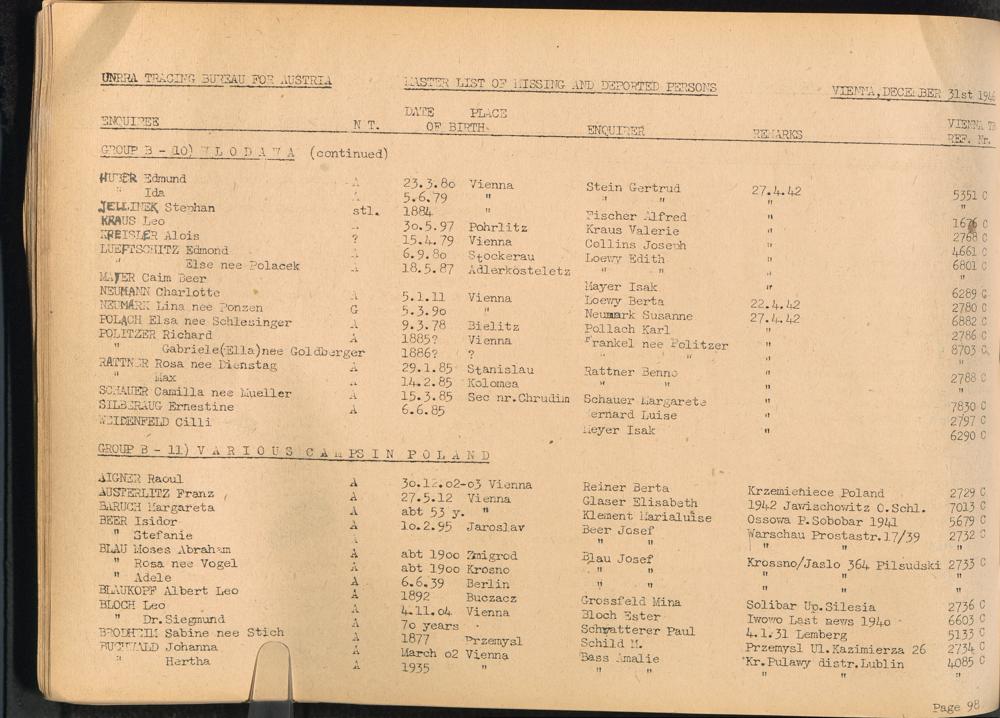 UNRRA TRACING BUREAU FOR AUSTRIA MASTER LIST OF MISSING AND DEPORTED PERSONS VIENNA, DECEMBER 31st 194
DATE PLACE VIENNA TB
ENQUIREE N T. OF BIRTH ENQUIRER REMARKS REF. Nr.
GROUP B - 10) W L O D A W A (continued)
HUBER Edmund A 23.3.80 Vienna Stein Gertrud 27.4.42 5351 C
" Ida A 5.6.79 " " " " "
JELLINEK Stephan stl. 1884 " Fischer Alfred " 1676 C
KRAUS Leo 30.5.97 Pohrlitz Kraus Valerie " 2768 C
KREISLER Alois ? 15.4.79 Vienna Collins Joseph " 4661 C
LUEFTSCHITZ Edmond A 6.9.80 Stockerau Loewy Edith " 6801 C
" Else nee Polacek A 18.5.87 Adlerkösteletz " " " "
MAYER Caim Beer Mayer Isak " 6289 C
NEUMANN Charlotte A 5.1.11 Vienna Loewy Berta 22.4.42 2780 C
NEUMARK Lina nee Ponzen G 5.3.90 " Neumark Susanne 27.4.42 6882 C
POLACH Elsa nee Schlesinger A 9.3.78 Bielitz Pollach Karl " 2786 C
POLITZER Richard A 1885? Vienna Frankel nee Politzer " 8703 C
" Gabriele(Ella)nee Goldberger 1886? ? " " " "
RATTNER Rosa nee Dienstag A 29.1.85 Stanislau Rattner Benno " 2788 C
" Max " 14.2.85 Kolomea " " " "
SCHAUER Camilla nee Mueller A 15.3.85 Sec nr.Chrudim Schauer Margarete " 7830 C
SILBERAUG Ernestine A 6.6.85 Bernard Luise " 2797 C
WEIDENFELD Cilli Meyer Isak " 6290 C
GROUP B - 11) V A R I O U S C A M P S I N P O L A N D
AIGNER Raoul A 30.12.02-03 Vienna Reiner Berta Krzemieniece Poland 2729 C
AUSTERLITZ Franz A 27.5.12 Vienna Glaser Elisabeth 1942 Jawischowitz O.Schl. 7013 C
BARUCH Margareta A abt 53 y. " Klement Marialuise Ossowa P.Sobobar 1941 5679 C
BEER Isidor A 10.2.95 Jaroslav Beer Josef Warschau Prostastr.17/39 2732 C
" Stefanie A " " " " "
BLAU Moses Abraham A abt 1900 Zmigrod Blau Josef Krossno/Jaslo 364 Pilsudski 2733 C
" Rosa nee Vogel A abt 1900 Krosno " " " " "
" Adele A 6.6.39 Berlin " " " " "
BLAUKOPF Albert Leo A 1892 Buczacz Grossfeld Mina Solibar Up.Silesia 2736 C
BLOCH Leo A 4.11.04 Vienna Bloch Ester Iwowo Last news 1940 6603 C
" Dr.Siegmund A 70 years Schwatterer Paul 4.1.31 Lemberg 5133 C
BRODHEIM Sabine nee Stich A 1877 Przemysl Schild M. Przemysl Ul.Kazimierza 26 2734 C
BUCHWALD Johanna A March 02 Vienna Bass Amalie Kr.Pulawy distr.Lublin 4085 C
" Hertha A 1935 " " " " " "
Page 98